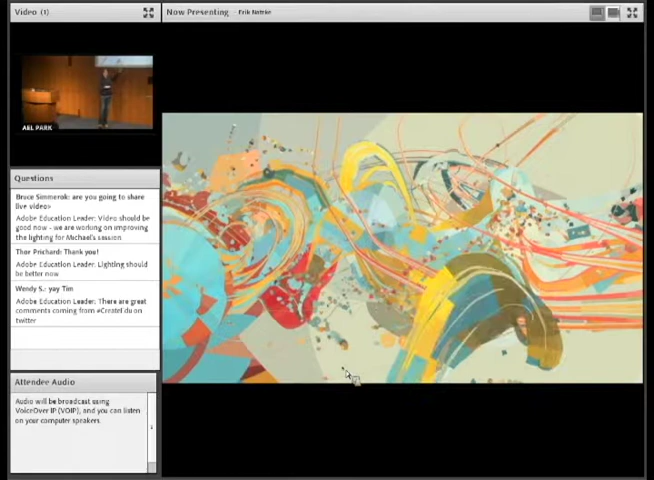 Video (1)
Now Presenting - Erik Natzke
AEL PARK
Questions
Bruce Simmerok: are you going to share
live video>
Adobe Education Leader: Video should be
good now - we are working on improving
the lighting for Michael's session
Thor Prichard: Thank you!
Adobe Education Leader: Lighting should
be better now
Wendy S.: yay Tim
Adobe Education Leader: There are great
comments coming from #CreateEdu on
twitter
Attendee Audio
Audio will be broadcast using
VoiceOver IP (VOIP), and you can listen
on your computer speakers.